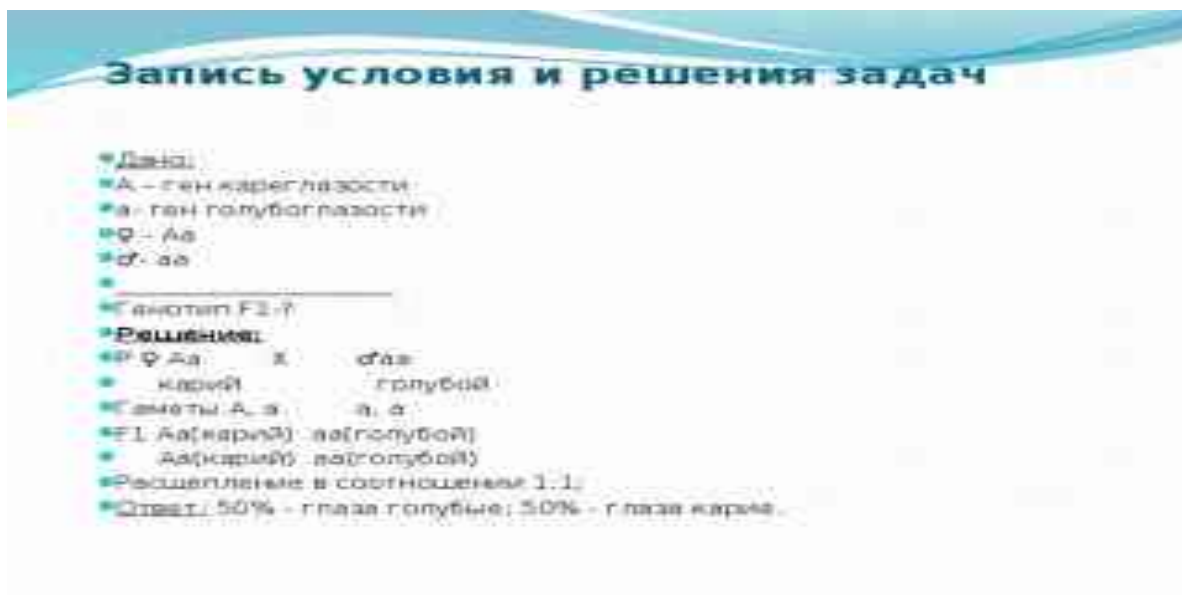 Запись условия и решения задач
Дано:
А – ген кареглазости
а- ген голубоглазости
♀ - Аа
♂- аа
Генотип F1-?
Решение:
Р ♀ Аа Х ♂аа
карий голубой
Гаметы А, а а, а
F1 Аа(карий) аа(голубой)
Аа(карий) аа(голубой)
Расщепление в соотношении 1:1;
Ответ: 50% - глаза голубые; 50% - глаза карие.